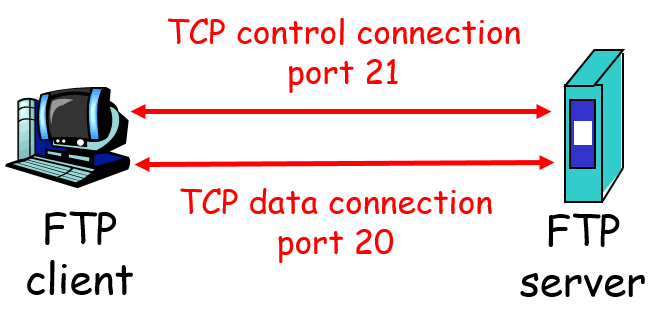 TCP control connection
port 21
TCP data connection
port 20
FTP
client
FTP
server